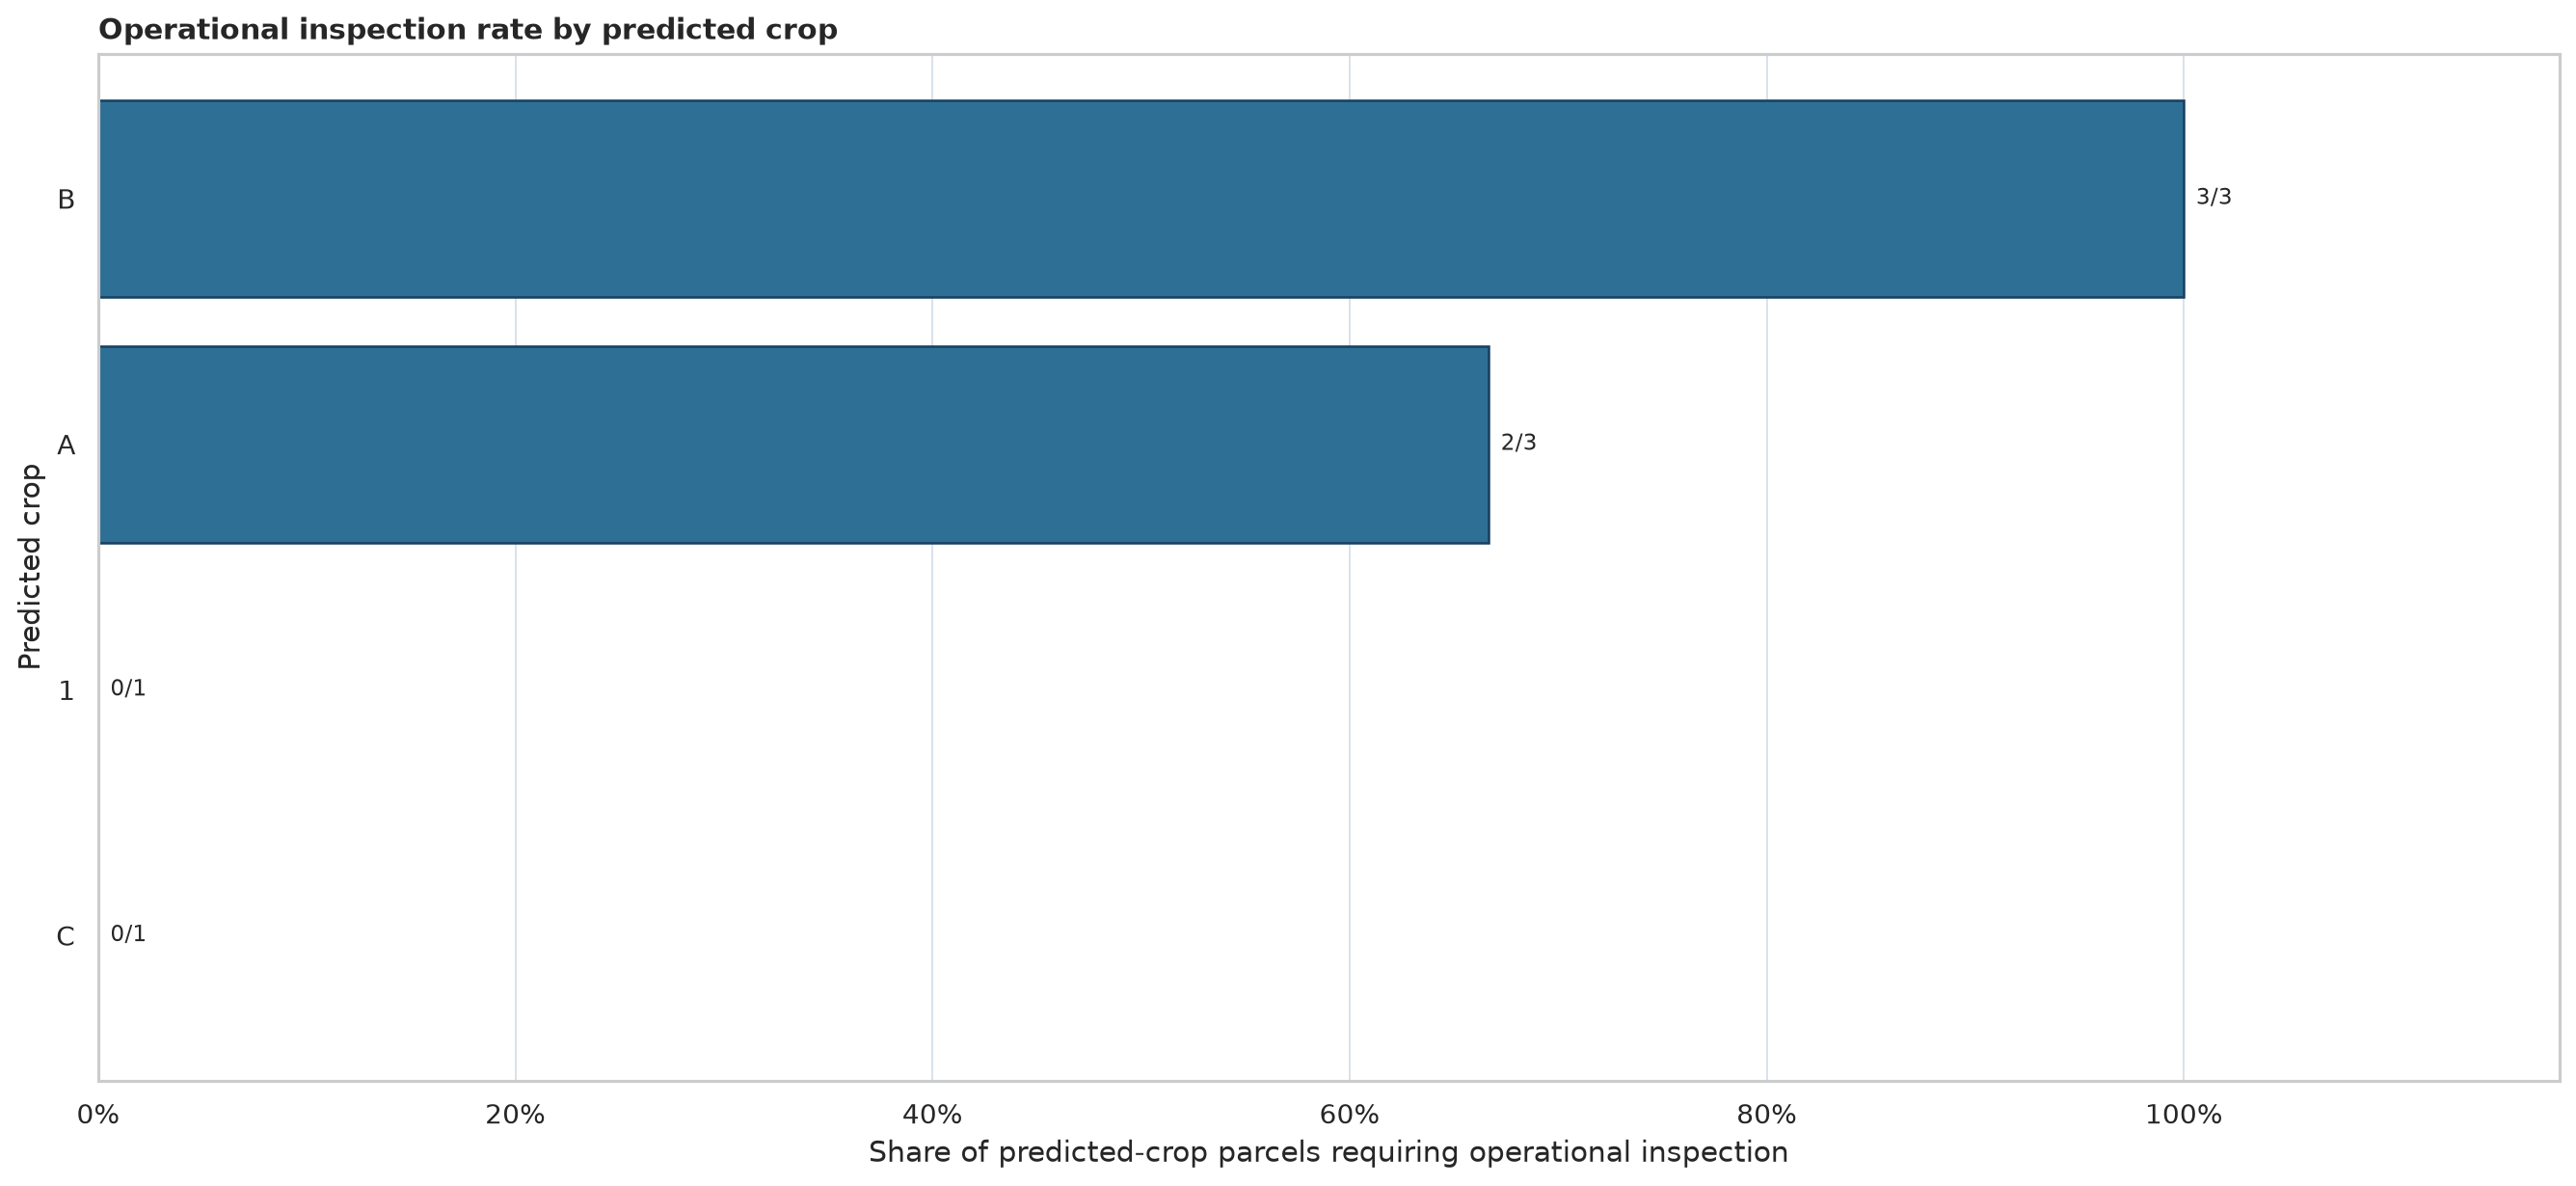 Operational inspection rate by predicted crop
B
3/3
A
2/3
Predicted crop
1
0/1
C
0/1
0%
20%
40%
60%
80%
100%
Share of predicted-crop parcels requiring operational inspection